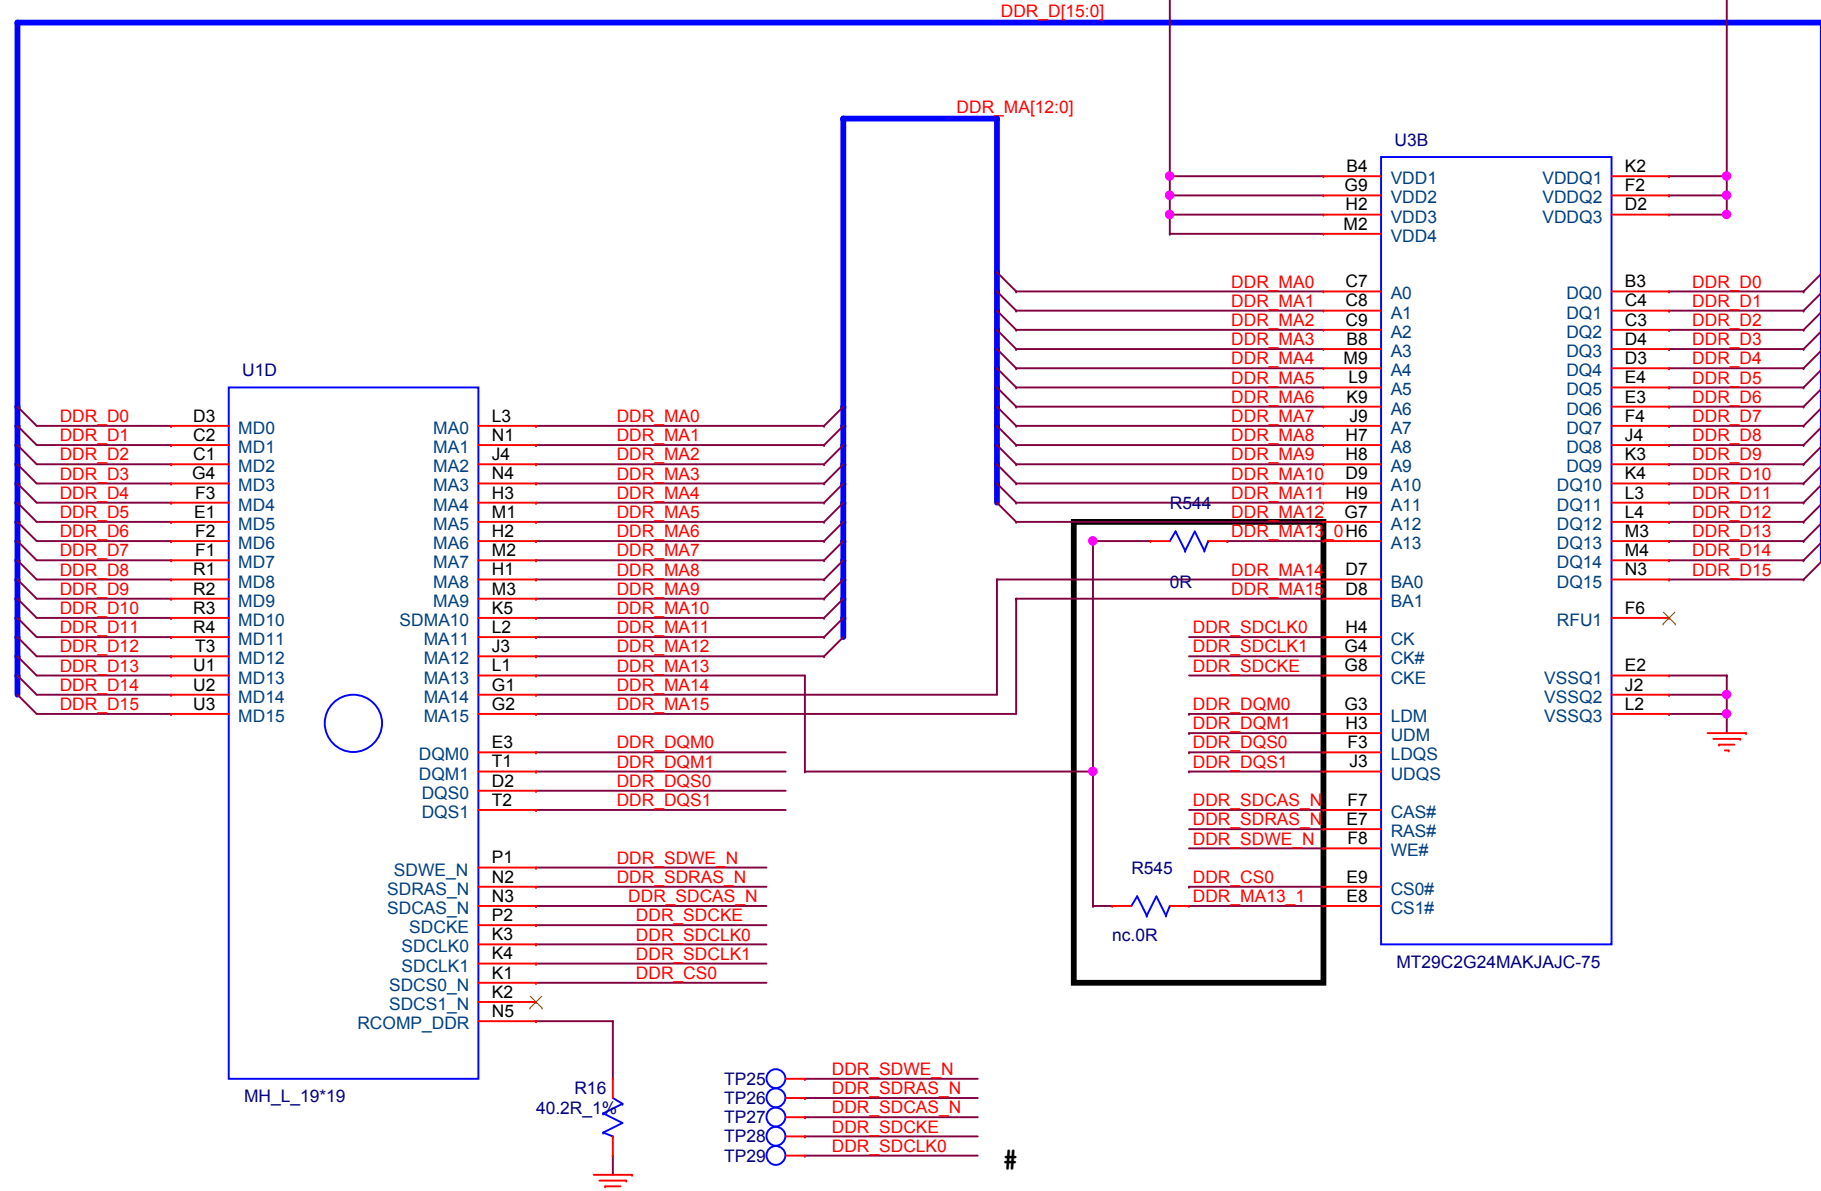 DDR_D[15:0]
DDR_MA[12:0]
U1D
DDR_D0 D3 MD0
DDR_D1 C2 MD1
DDR_D2 C1 MD2
DDR_D3 G4 MD3
DDR_D4 F3 MD4
DDR_D5 E1 MD5
DDR_D6 F2 MD6
DDR_D7 F1 MD7
DDR_D8 R1 MD8
DDR_D9 R2 MD9
DDR_D10 R3 MD10
DDR_D11 R4 MD11
DDR_D12 T3 MD12
DDR_D13 U1 MD13
DDR_D14 U2 MD14
DDR_D15 U3 MD15
MA0 L3 DDR_MA0
MA1 N1 DDR_MA1
MA2 J4 DDR_MA2
MA3 N4 DDR_MA3
MA4 H3 DDR_MA4
MA5 M1 DDR_MA5
MA6 H2 DDR_MA6
MA7 M2 DDR_MA7
MA8 H1 DDR_MA8
MA9 M3 DDR_MA9
SDMA10 K5 DDR_MA10
MA11 L2 DDR_MA11
MA12 J3 DDR_MA12
MA13 L1 DDR_MA13
MA14 G1 DDR_MA14
MA15 G2 DDR_MA15
DQM0 E3 DDR_DQM0
DQM1 T1 DDR_DQM1
DQS0 D2 DDR_DQS0
DQS1 T2 DDR_DQS1
SDWE_N P1 DDR_SDWE_N
SDRAS_N N2 DDR_SDRAS_N
SDCAS_N N3 DDR_SDCAS_N
SDCKE P2 DDR_SDCKE
SDCLK0 K3 DDR_SDCLK0
SDCLK1 K4 DDR_SDCLK1
SDCS0_N K1 DDR_CS0
SDCS1_N K2
RCOMP_DDR N5
MH_L_19*19
R16
40.2R_1%
TP25 DDR_SDWE_N
TP26 DDR_SDRAS_N
TP27 DDR_SDCAS_N
TP28 DDR_SDCKE
TP29 DDR_SDCLK0
#
U3B
B4 VDD1
G9 VDD2
H2 VDD3
M2 VDD4
DDR_MA0 C7 A0
DDR_MA1 C8 A1
DDR_MA2 C9 A2
DDR_MA3 B8 A3
DDR_MA4 M9 A4
DDR_MA5 L9 A5
DDR_MA6 K9 A6
DDR_MA7 J9 A7
DDR_MA8 H7 A8
DDR_MA9 H8 A9
DDR_MA10 D9 A10
DDR_MA11 H9 A11
DDR_MA12 G7 A12
R544
0R
DDR_MA13_0 H6 A13
DDR_MA14 D7 BA0
DDR_MA15 D8 BA1
DDR_SDCLK0 H4 CK
DDR_SDCLK1 G4 CK#
DDR_SDCKE G8 CKE
DDR_DQM0 G3 LDM
DDR_DQM1 H3 UDM
DDR_DQS0 F3 LDQS
DDR_DQS1 J3 UDQS
DDR_SDCAS_N F7 CAS#
DDR_SDRAS_N E7 RAS#
DDR_SDWE_N F8 WE#
R545
nc.0R
DDR_CS0 E9 CS0#
DDR_MA13_1 E8 CS1#
VDDQ1 K2
VDDQ2 F2
VDDQ3 D2
DQ0 B3 DDR_D0
DQ1 C4 DDR_D1
DQ2 C3 DDR_D2
DQ3 D4 DDR_D3
DQ4 D3 DDR_D4
DQ5 E4 DDR_D5
DQ6 E3 DDR_D6
DQ7 F4 DDR_D7
DQ8 J4 DDR_D8
DQ9 K3 DDR_D9
DQ10 K4 DDR_D10
DQ11 L3 DDR_D11
DQ12 L4 DDR_D12
DQ13 M3 DDR_D13
DQ14 M4 DDR_D14
DQ15 N3 DDR_D15
RFU1 F6
VSSQ1 E2
VSSQ2 J2
VSSQ3 L2
MT29C2G24MAKJAJC-75